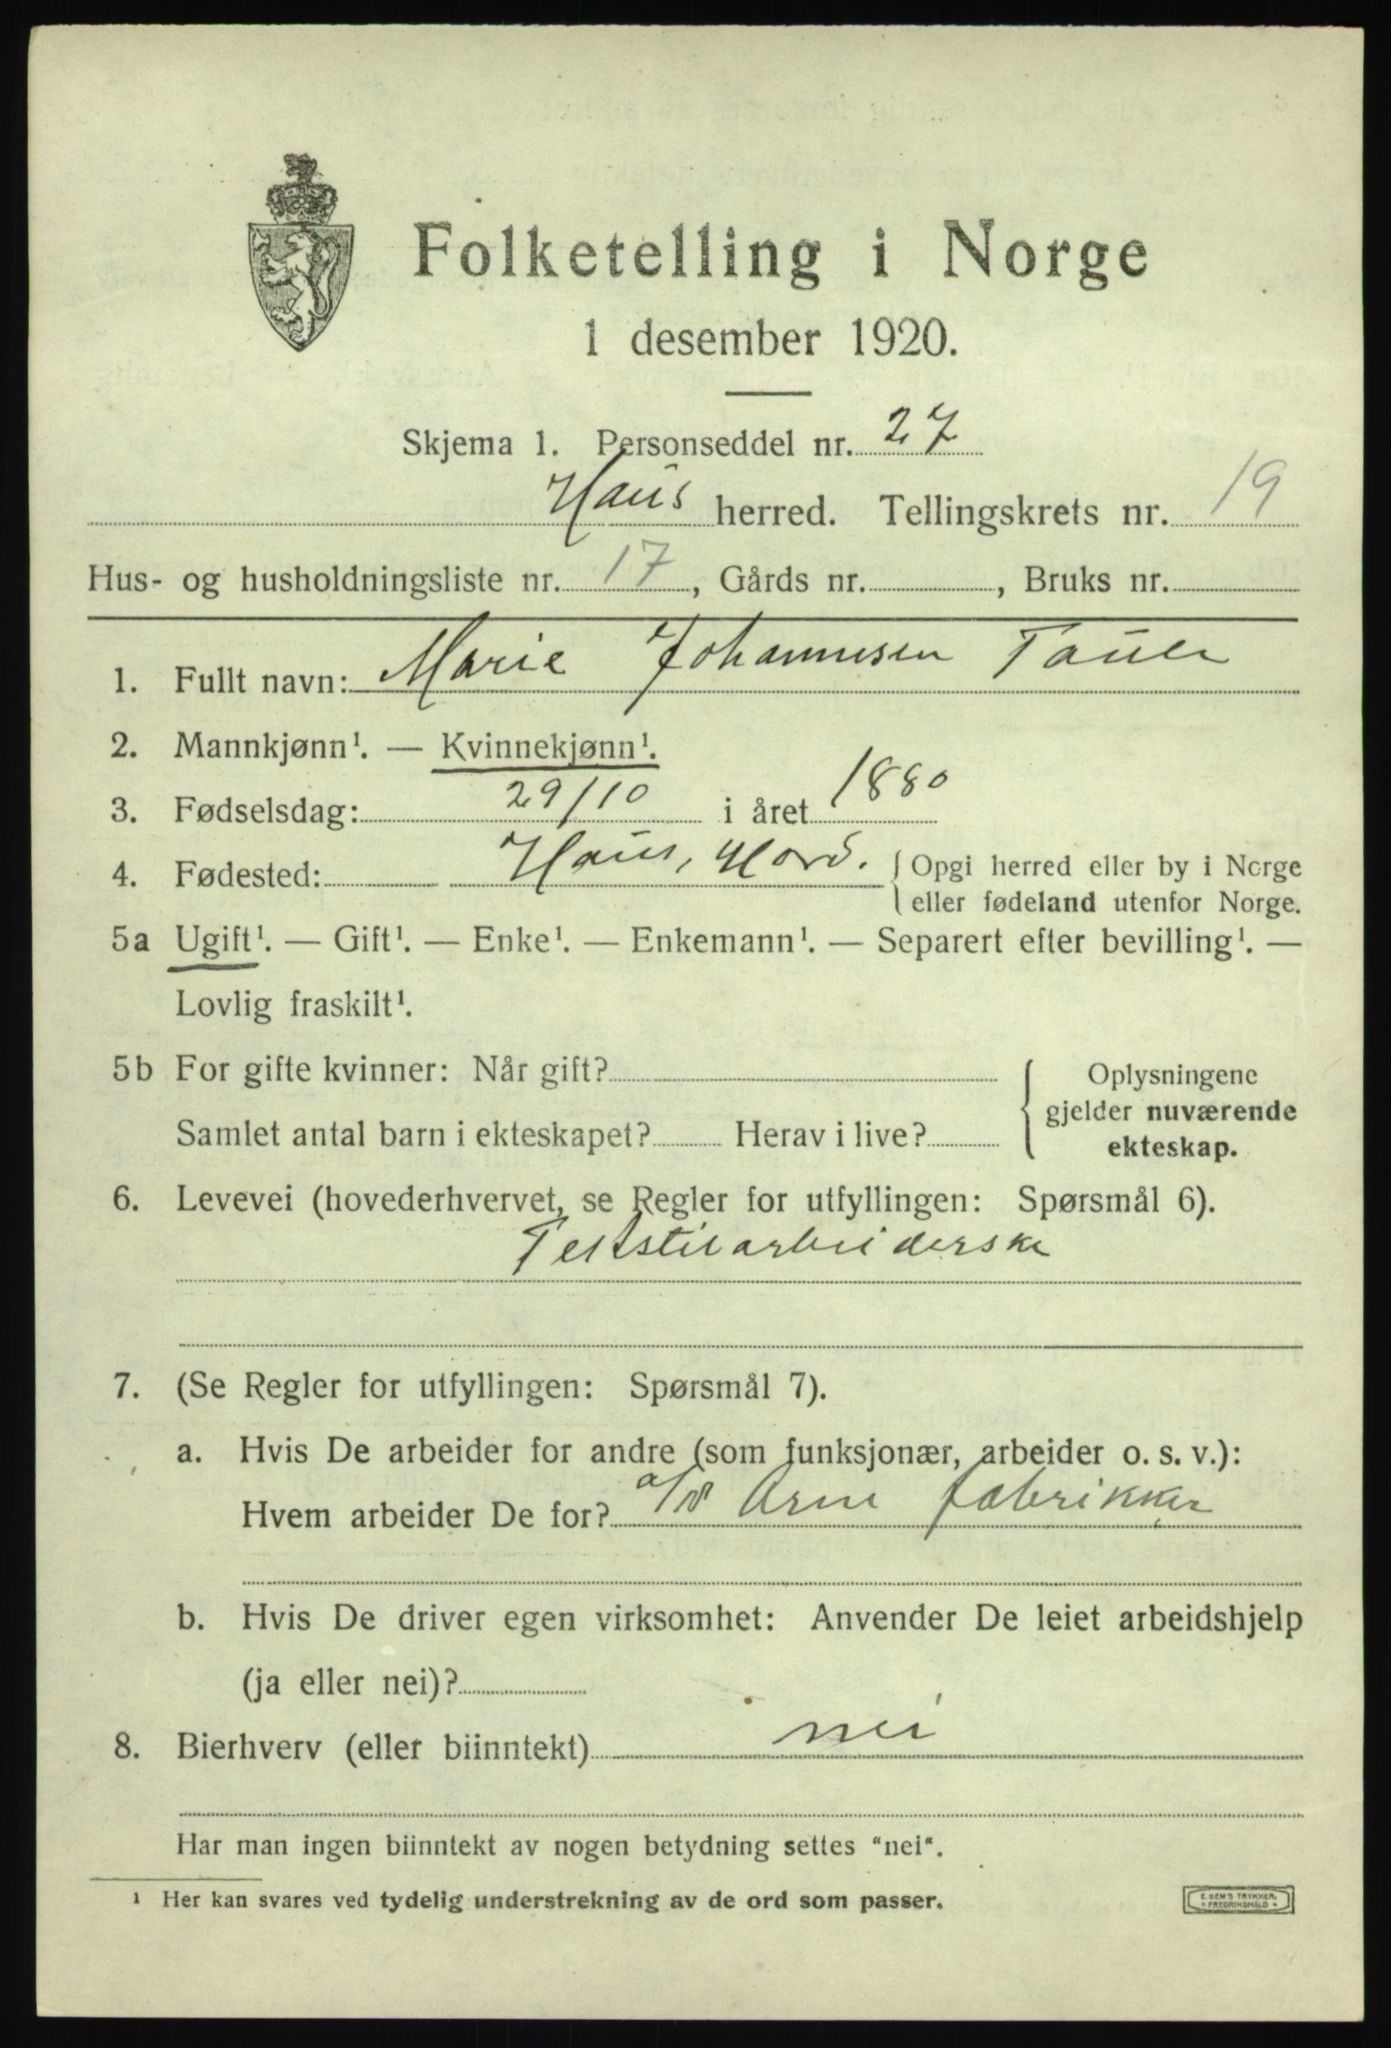 Folketelling i Norge
1 desember 1920.
Skjema 1. Personseddel nr. 27
Haus herred. Tellingskrets nr. 19
Hus- og husholdningsliste nr. 17, Gårds nr. , Bruks nr.
1. Fullt navn: Marie Johannesen
2. Mannkjønn¹. — Kvinnekjønn¹.
3. Fødselsdag: 29/10 i året 1880
4. Fødested: Haus, Hord. { Opgi herred eller by i Norge
eller fødeland utenfor Norge.
5a Ugift¹. — Gift¹. — Enke¹. — Enkemann¹. — Separert efter bevilling¹. —
Lovlig fraskilt¹.
5b For gifte kvinner: Når gift?
Samlet antal barn i ekteskapet? Herav i live?
{ Oplysningene
gjelder nuværende
ekteskap.
6. Levevei (hovederhvervet, se Regler for utfyllingen: Spørsmål 6).
Tekstilarbeiderske
7. (Se Regler for utfyllingen: Spørsmål 7).
a. Hvis De arbeider for andre (som funksjonær, arbeider o. s. v.):
Hvem arbeider De for? a/s Arne fabrikker
b. Hvis De driver egen virksomhet: Anvender De leiet arbeidshjelp
(ja eller nei)?
8. Bierhverv (eller biinntekt) nei
Har man ingen biinntekt av nogen betydning settes “nei“.
¹ Her kan svares ved tydelig understrekning av de ord som passer.
E. SEM'S TRYKKERI,
FREDRIKSHALD